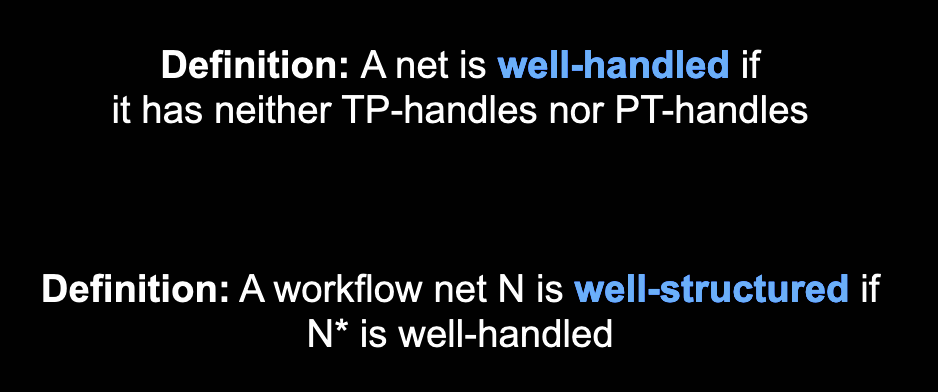 Definition: A net is well-handled if
it has neither TP-handles nor PT-handles
Definition: A workflow net N is well-structured if
N* is well-handled